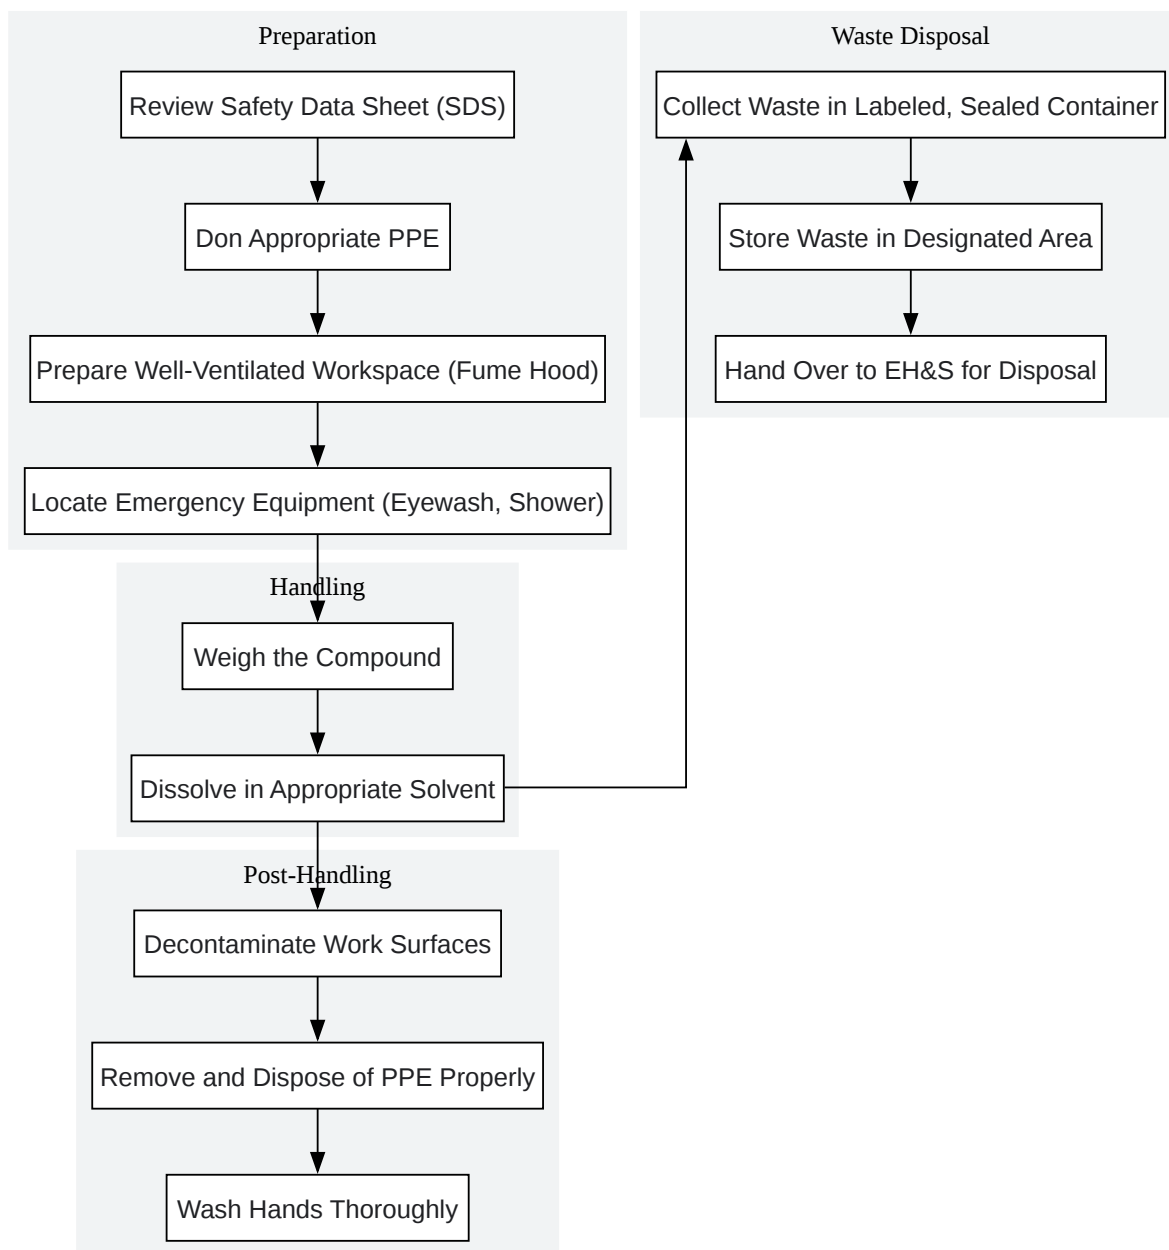 Preparation
Review Safety Data Sheet (SDS)
Don Appropriate PPE
Prepare Well-Ventilated Workspace (Fume Hood)
Locate Emergency Equipment (Eyewash, Shower)
Handling
Weigh the Compound
Dissolve in Appropriate Solvent
Post-Handling
Decontaminate Work Surfaces
Remove and Dispose of PPE Properly
Wash Hands Thoroughly
Waste Disposal
Collect Waste in Labeled, Sealed Container
Store Waste in Designated Area
Hand Over to EH&S for Disposal